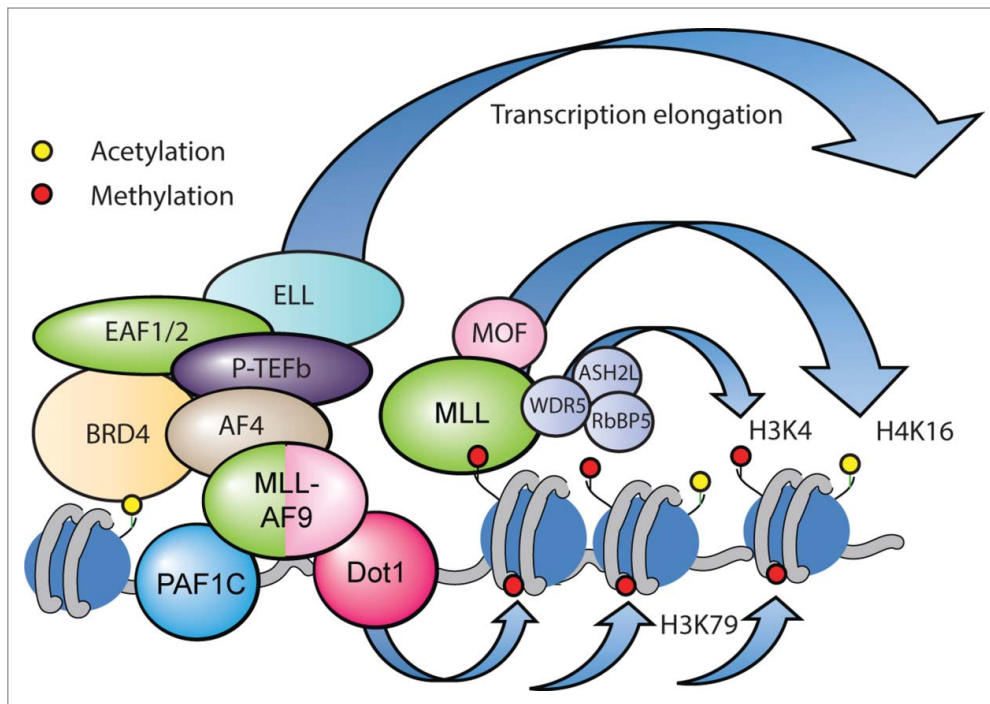 Transcription elongation
Acetylation
Methylation
ELL
EAF1/2
MOF
P-TEFb
ASH2L
WDR5
MLL
RbBP5
BRD4
AF4
H3K4
H4K16
MLL-
AF9
PAF1C
Dot1
H3K79